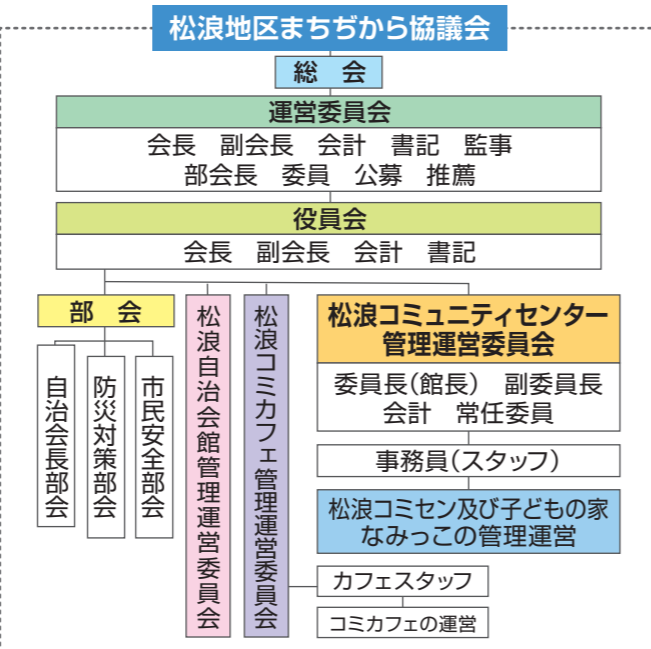 松浪地区まちぢから協議会
総　会
運営委員会
会長　副会長　会計　書記　監事
部会長　委員　公募　推薦
役員会
会長　副会長　会計　書記
部　会
自治会長部会
防災対策部会
市民安全部会
松浪自治会館管理運営委員会
松浪コミカフェ管理運営委員会
松浪コミュニティセンター
管理運営委員会
委員長（館長）　副委員長
会計　常任委員
事務員（スタッフ）
松浪コミセン及び子どもの家
なみっこの管理運営
カフェスタッフ
コミカフェの運営